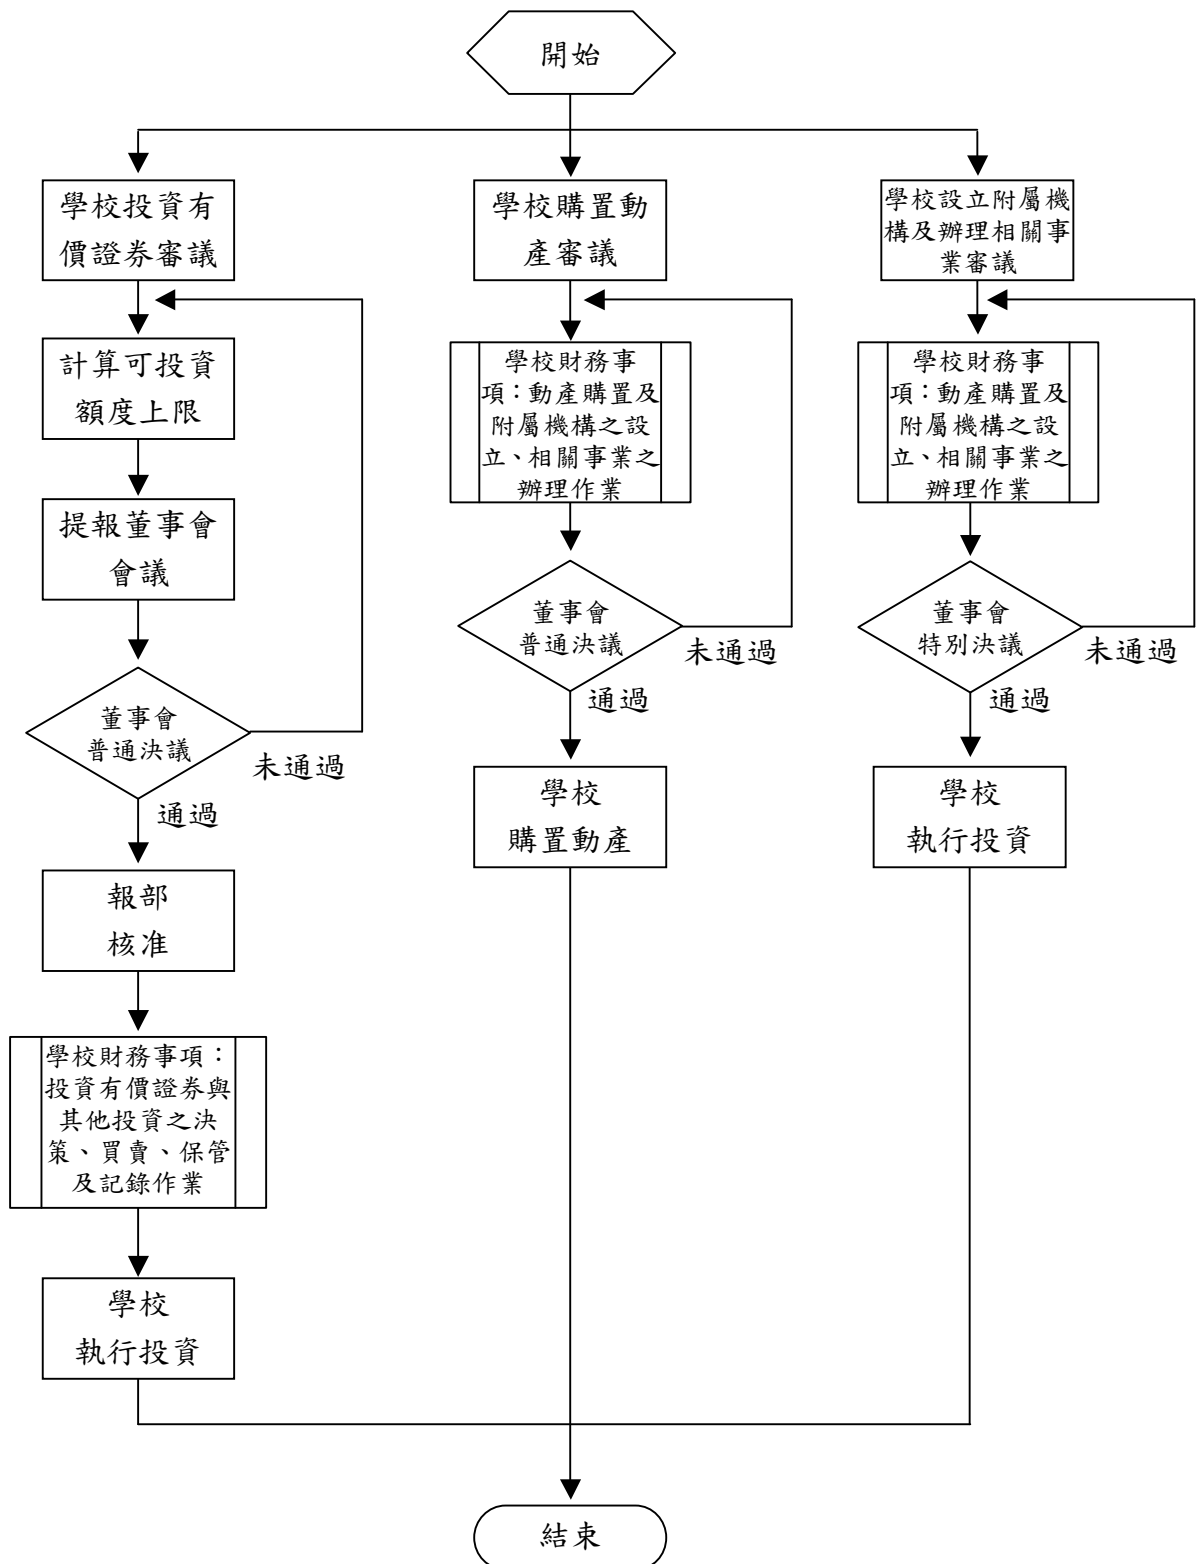 開始
學校投資有
價證券審議
計算可投資
額度上限
提報董事會
會議
董事會
普通決議
未通過
通過
報部
核准
學校財務事項：
投資有價證券與
其他投資之決
策、買賣、保管
及記錄作業
學校
執行投資
學校購置動
產審議
學校財務事
項：動產購置及
附屬機構之設
立、相關事業之
辦理作業
董事會
普通決議
未通過
通過
學校
購置動產
學校設立附屬機
構及辦理相關事
業審議
學校財務事
項：動產購置及
附屬機構之設
立、相關事業之
辦理作業
董事會
特別決議
未通過
通過
學校
執行投資
結束